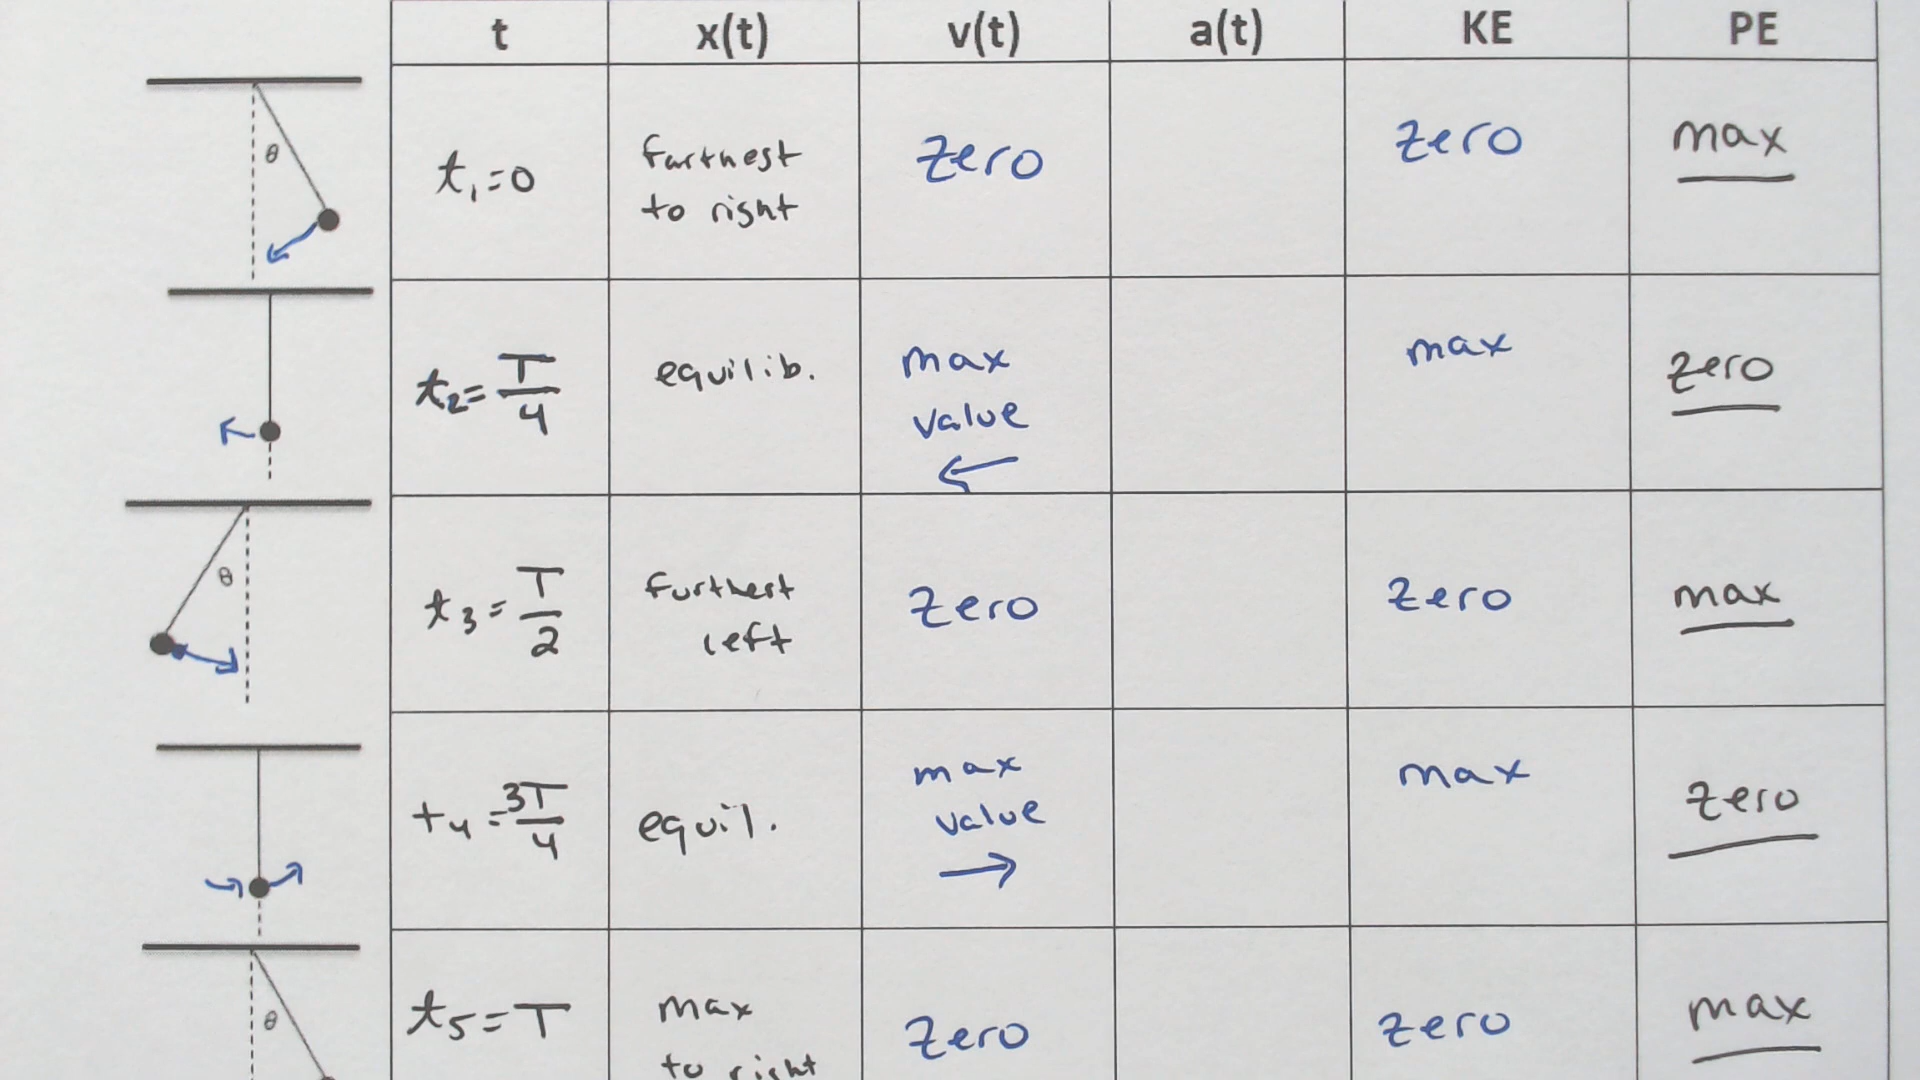 t x(t) v(t) a(t) KE PE
θ
t₁=0 farthest zero zero max
to right
t₂=T/4 equilib. max max zero
value
←
θ
t₃=T/2 furthest zero zero max
left
t₄=3T/4 equil. max max zero
value
→
θ
t₅=T max zero zero max
to right